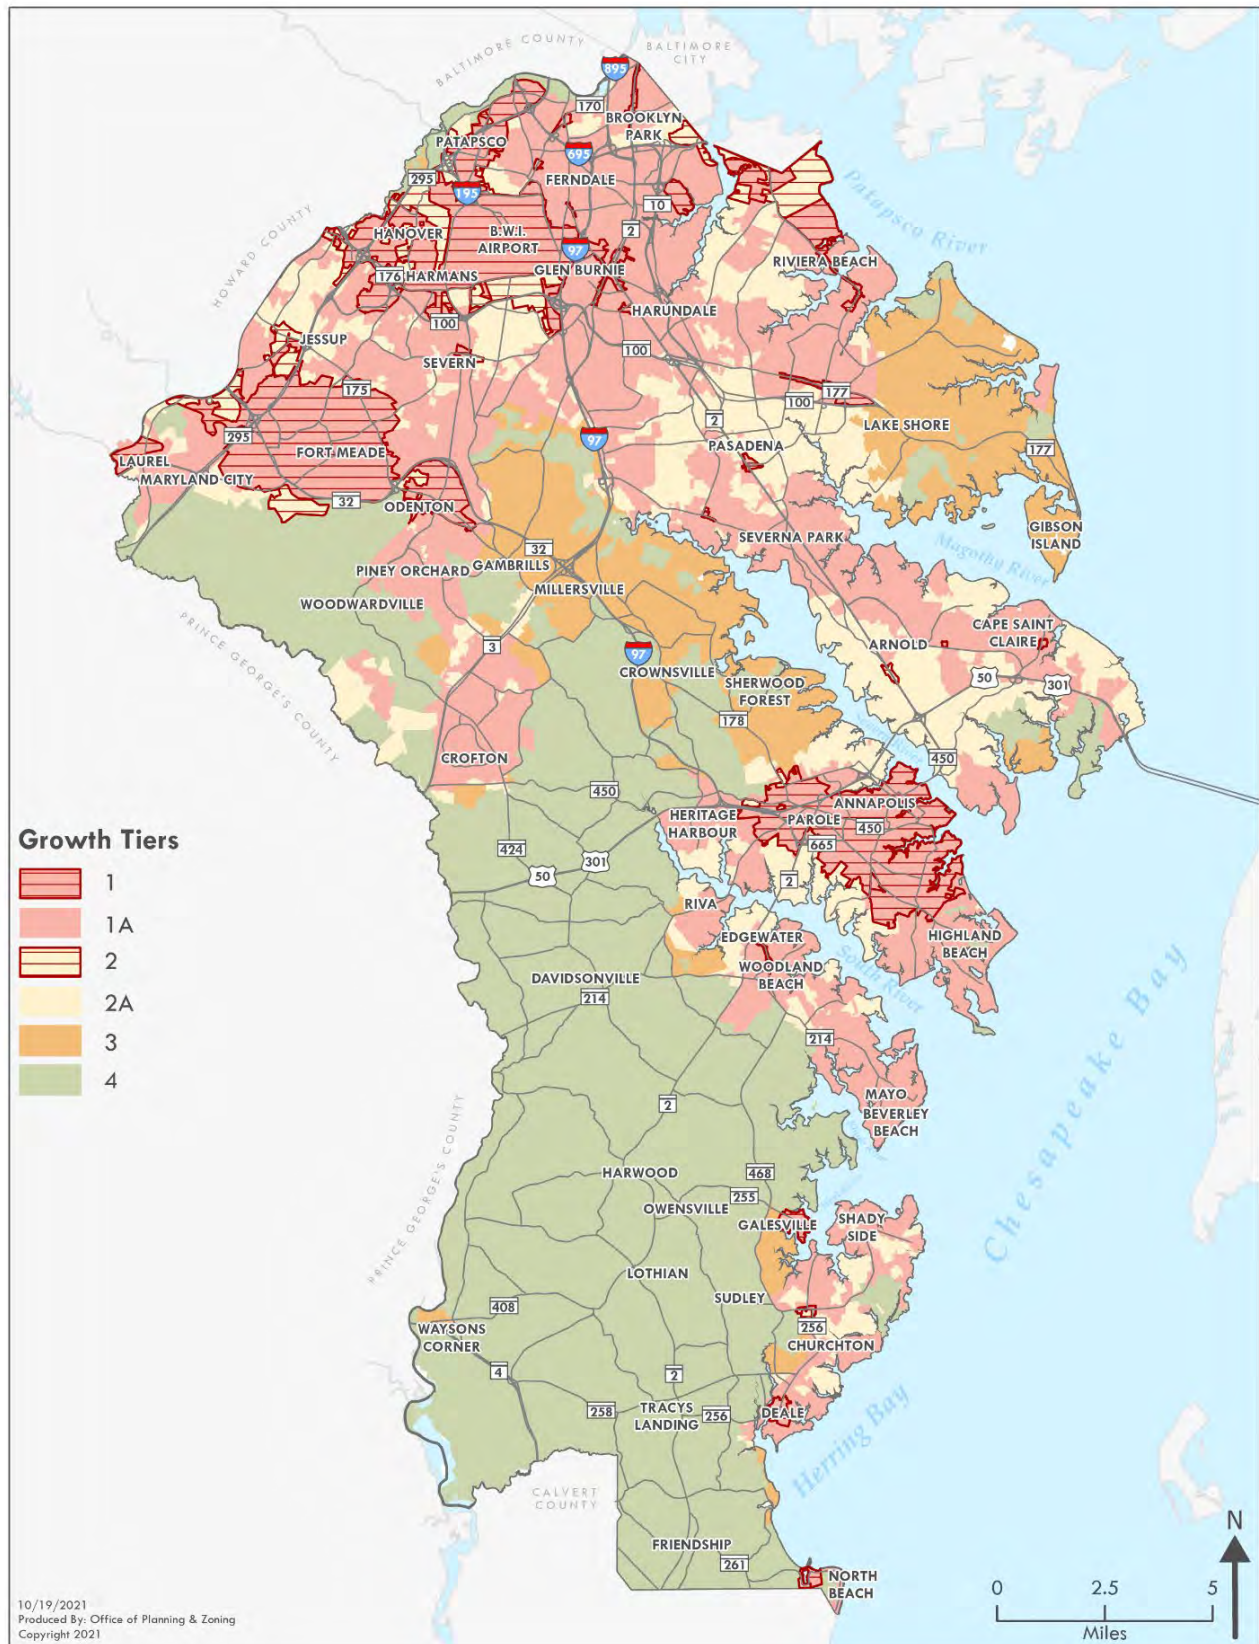 BALTIMORE COUNTY
BALTIMORE
CITY
895
170
BROOKLYN
PARK
PATAPSCO
695
295
195
FERNDALE
10
Patapsco River
HOWARD COUNTY
HANOVER
B.W.I.
AIRPORT
2
97
RIVIERA BEACH
176
HARMANS
GLEN BURNIE
HARUNDALE
100
JESSUP
SEVERN
100
175
177
100
2
LAKE SHORE
295
FORT MEADE
97
PASADENA
177
LAUREL
MARYLAND CITY
32
ODENTON
GIBSON
ISLAND
SEVERNA PARK
Magothy River
32
PINEY ORCHARD
GAMBRILLS
MILLERSVILLE
WOODWARDVILLE
PRINCE GEORGE'S COUNTY
3
97
ARNOLD
CAPE SAINT
CLAIRE
CROWNSVILLE
50
301
SHERWOOD
FOREST
178
Severn River
CROFTON
450
450
ANNAPOLIS
HERITAGE
HARBOUR
PAROLE
450
665
Growth Tiers
1
1A
2
2A
3
4
424
301
50
2
RIVA
EDGEWATER
HIGHLAND
BEACH
WOODLAND
BEACH
South River
DAVIDSONVILLE
214
214
Chesapeake Bay
MAYO
BEVERLEY
BEACH
2
PRINCE GEORGE'S COUNTY
HARWOOD
468
255
OWENSVILLE
GALESVILLE
SHADY
SIDE
LOTHIAN
SUDLEY
408
WAYSONS
CORNER
256
CHURCHTON
4
2
258
TRACYS
LANDING
256
DEALE
Herring Bay
CALVERT
COUNTY
FRIENDSHIP
261
NORTH
BEACH
N
0 2.5 5
Miles
10/19/2021
Produced By: Office of Planning & Zoning
Copyright 2021